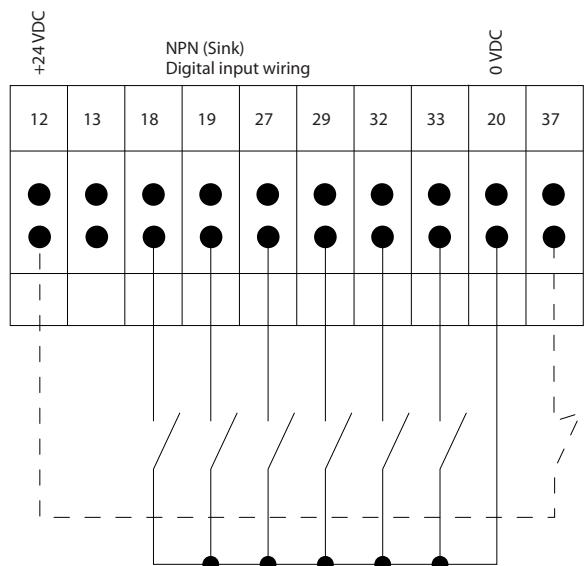 +24 VDC
NPN (Sink)
Digital input wiring
0 VDC
12 13 18 19 27 29 32 33 20 37